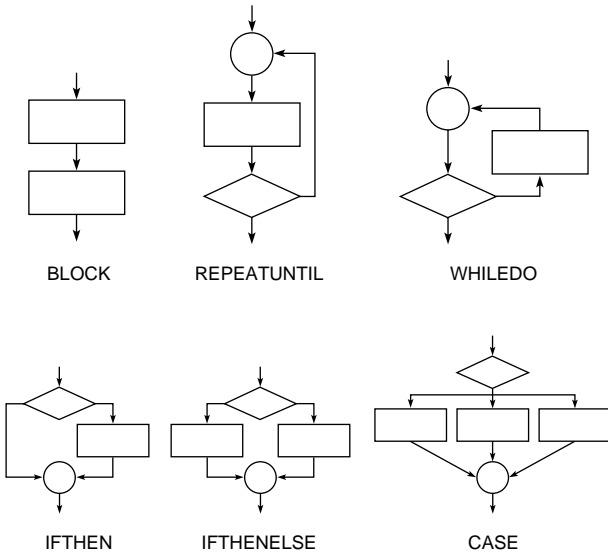 BLOCK
REPEATUNTIL
WHILEDO
IFTHEN
IFTHENELSE
CASE